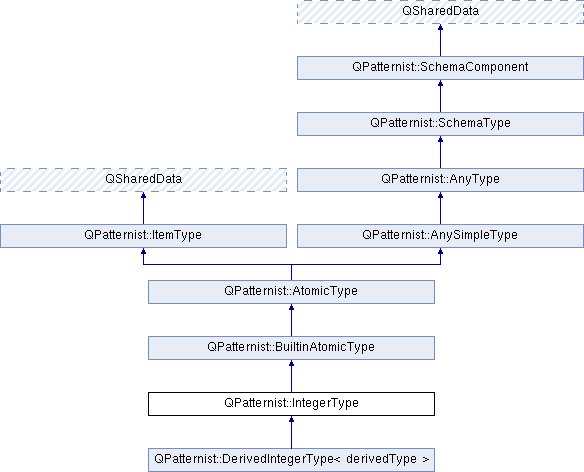 QSharedData
QPatternist::SchemaComponent
QPatternist::SchemaType
QSharedData
QPatternist::AnyType
QPatternist::ItemType
QPatternist::AnySimpleType
QPatternist::AtomicType
QPatternist::BuiltinAtomicType
QPatternist::IntegerType
QPatternist::DerivedIntegerType< derivedType >